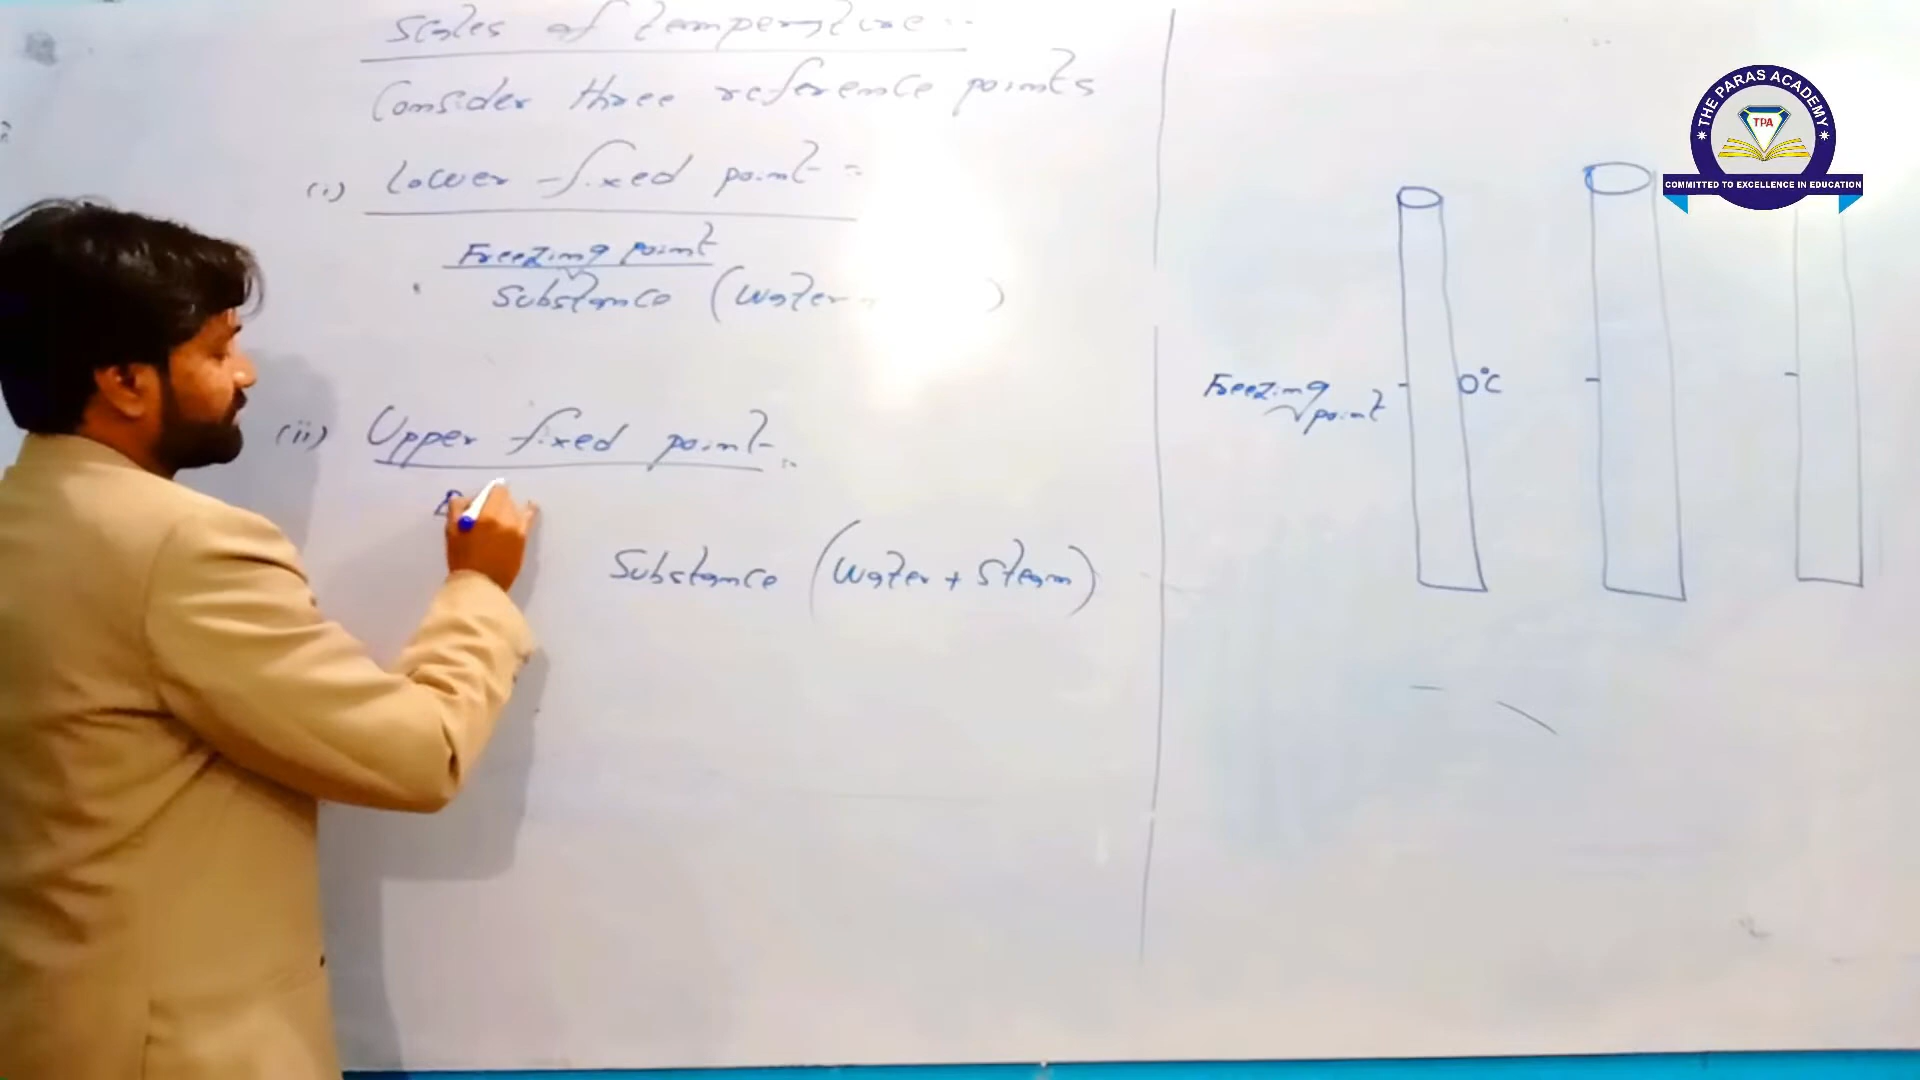 Scales of temperature :-
Consider three reference points
(i) Lower fixed point :-
Freezing point
Substance (Water )
(ii) Upper fixed point :-
B
Substance (Water + Steam)
Freezing
point
0°C
THE PARAS ACADEMY
TPA
COMMITTED TO EXCELLENCE IN EDUCATION